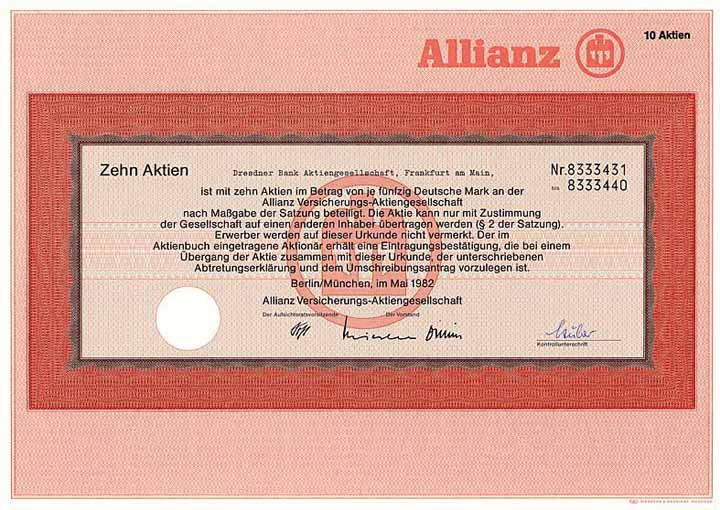 Allianz
10 Aktien
Zehn Aktien
Dresdner Bank Aktiengesellschaft, Frankfurt am Main,
Nr. 8333431
bis 8333440
ist mit zehn Aktien im Betrag von je fünfzig Deutsche Mark an der
Allianz Versicherungs-Aktiengesellschaft
nach Maßgabe der Satzung beteiligt. Die Aktie kann nur mit Zustimmung
der Gesellschaft auf einen anderen Inhaber übertragen werden (§ 2 der Satzung).
Erwerber werden auf dieser Urkunde nicht vermerkt. Der im
Aktienbuch eingetragene Aktionär erhält eine Eintragungsbestätigung, die bei einem
Übergang der Aktie zusammen mit dieser Urkunde, der unterschriebenen
Abtretungserklärung und dem Umschreibungsantrag vorzulegen ist.
Berlin/München, im Mai 1982
Allianz Versicherungs-Aktiengesellschaft
Der Aufsichtsratsvorsitzende
Der Vorstand
Kontrollunterschrift